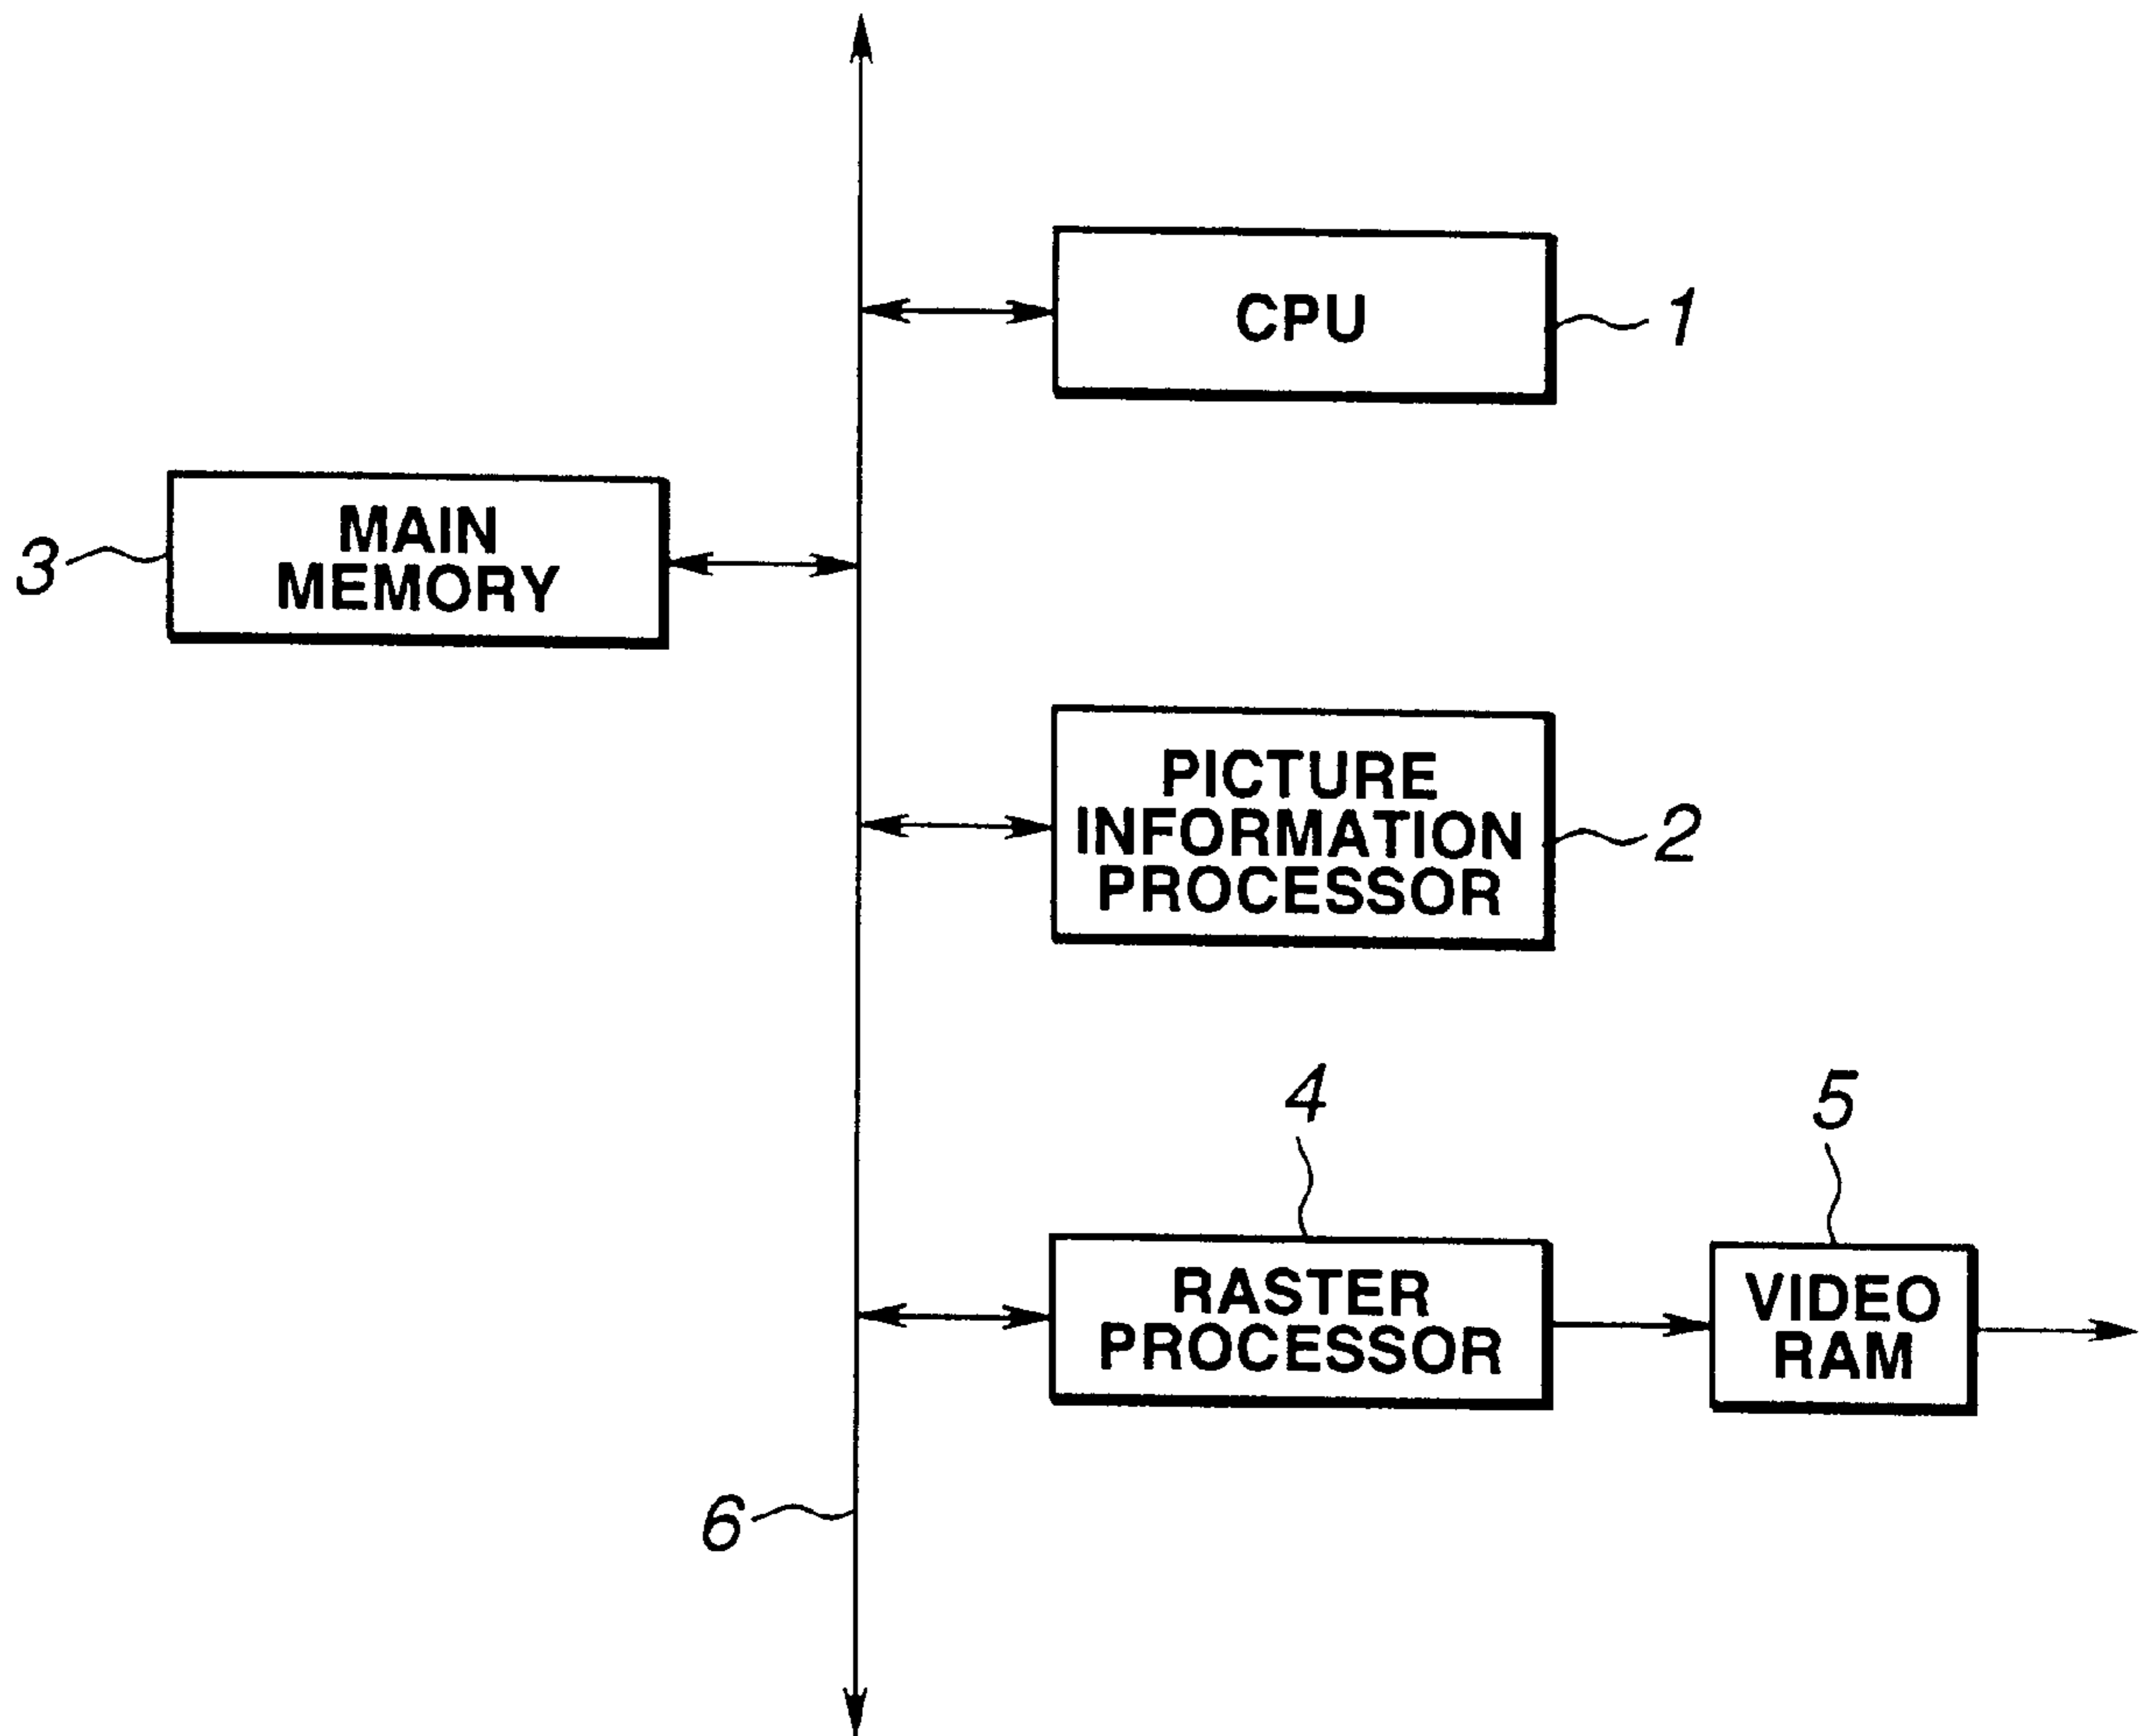 CPU
1
MAIN
MEMORY
3
PICTURE
INFORMATION
PROCESSOR
2
4
5
RASTER
PROCESSOR
VIDEO
RAM
6